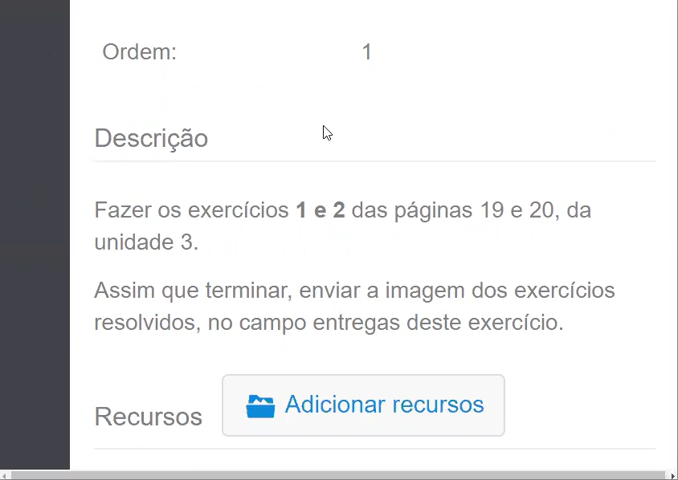 Ordem: 1
Descrição
Fazer os exercícios 1 e 2 das páginas 19 e 20, da
unidade 3.
Assim que terminar, enviar a imagem dos exercícios
resolvidos, no campo entregas deste exercício.
Recursos Adicionar recursos